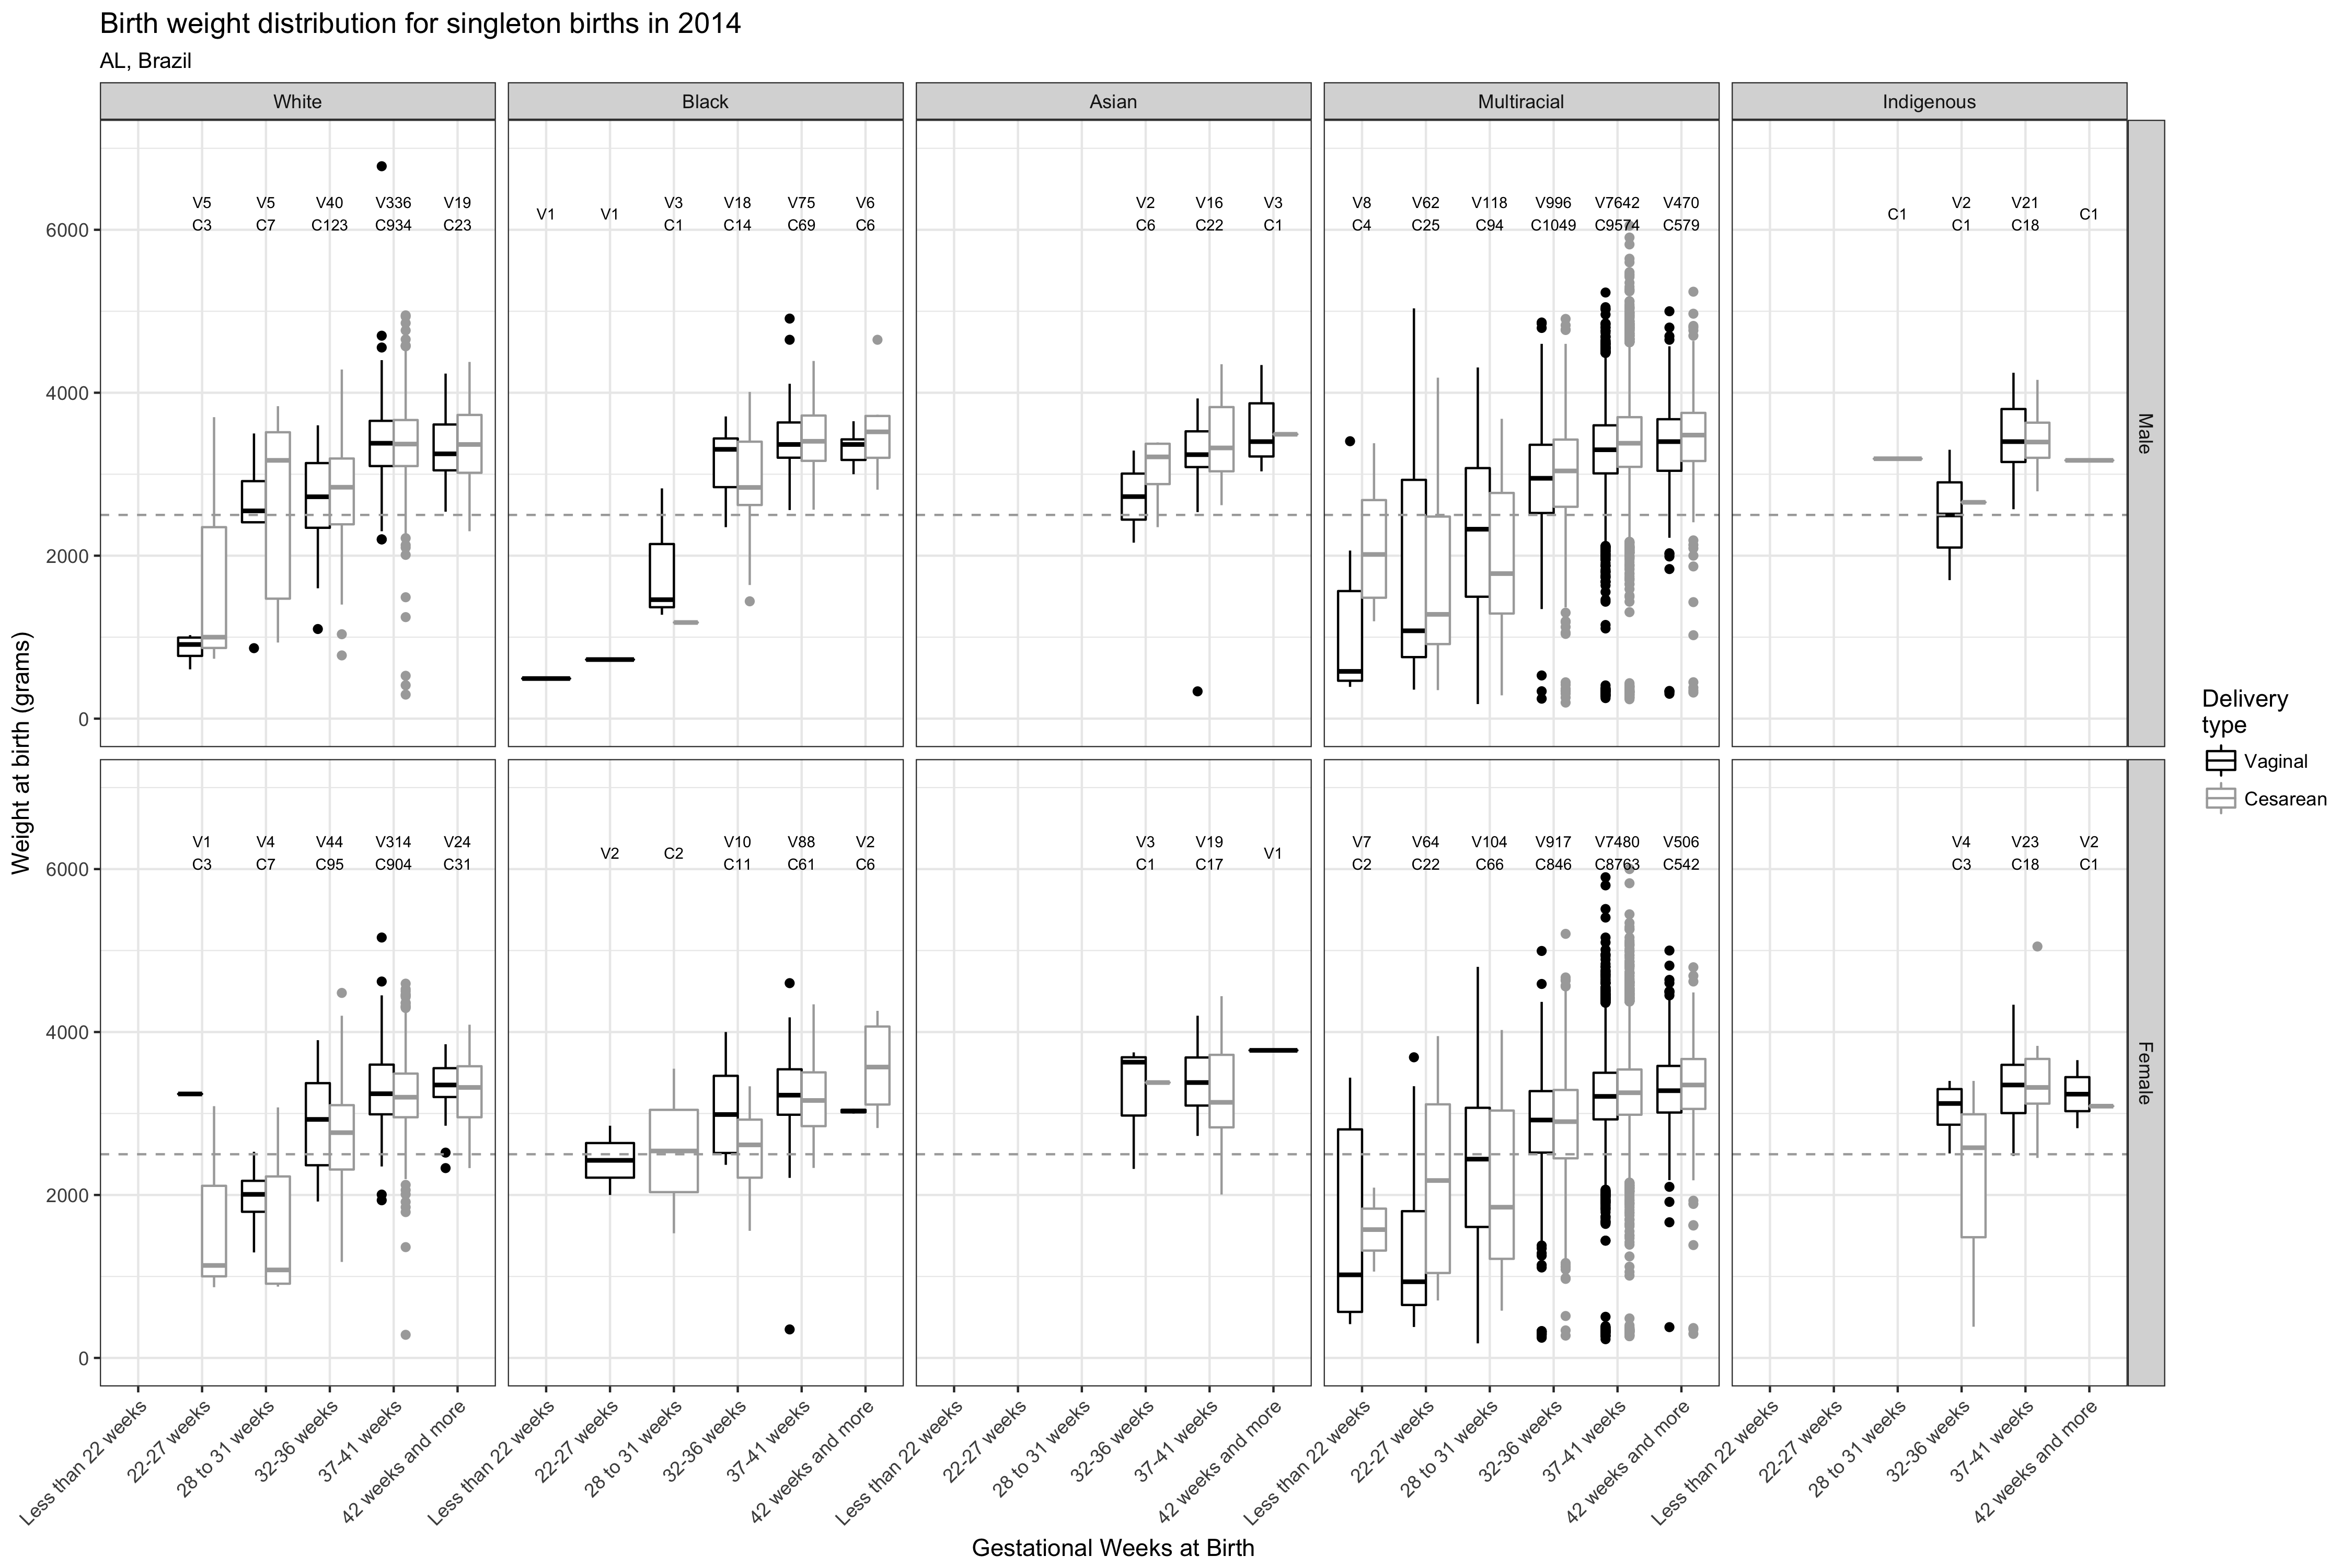 Birth weight distribution for singleton births in 2014
AL, Brazil
White Black Asian Multiracial Indigenous
V5 V5 V40 V336 V19
C3 C7 C123 C934 C23
V1 V1 V3 V18 V75 V6
C1 C14 C69 C6
V2 V16 V3
C6 C22 C1
V8 V62 V118 V996 V7642 V470
C4 C25 C94 C1049 C9574 C579
C1 V2 V21 C1
C1 C18
6000
4000
2000
0
Male
V1 V4 V44 V314 V24
C3 C7 C95 C904 C31
V2 C2 V10 V88 V2
C11 C61 C6
V3 V19 V1
C1 C17
V7 V64 V104 V917 V7480 V506
C2 C22 C66 C846 C8763 C542
V4 V23 V2
C3 C18 C1
6000
4000
2000
0
Female
Weight at birth (grams)
Less than 22 weeks
22-27 weeks
28 to 31 weeks
32-36 weeks
37-41 weeks
42 weeks and more
Less than 22 weeks
22-27 weeks
28 to 31 weeks
32-36 weeks
37-41 weeks
42 weeks and more
Less than 22 weeks
22-27 weeks
28 to 31 weeks
32-36 weeks
37-41 weeks
42 weeks and more
Less than 22 weeks
22-27 weeks
28 to 31 weeks
32-36 weeks
37-41 weeks
42 weeks and more
Less than 22 weeks
22-27 weeks
28 to 31 weeks
32-36 weeks
37-41 weeks
42 weeks and more
Gestational Weeks at Birth
Delivery
type
Vaginal
Cesarean